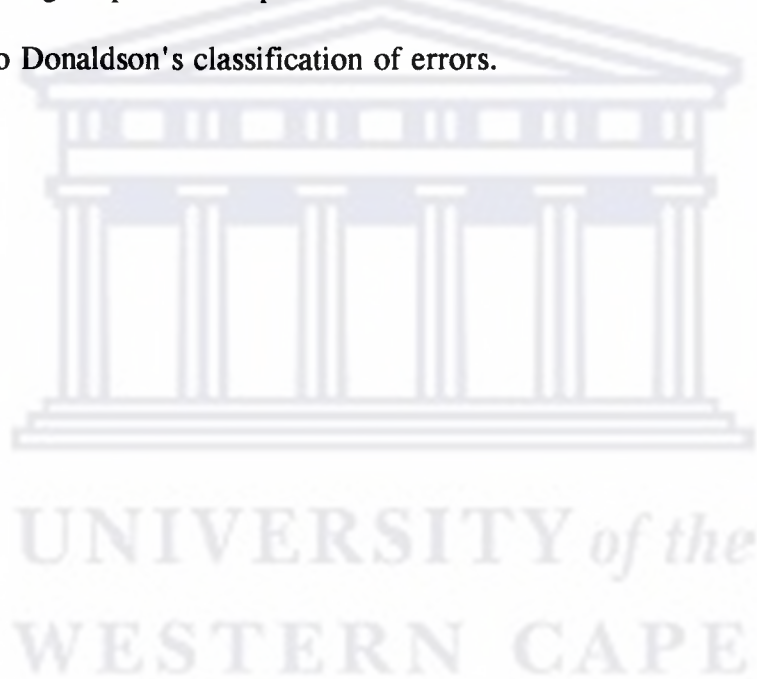 o Donaldson's classification of errors.
UNIVERSITY of the
WESTERN CAPE